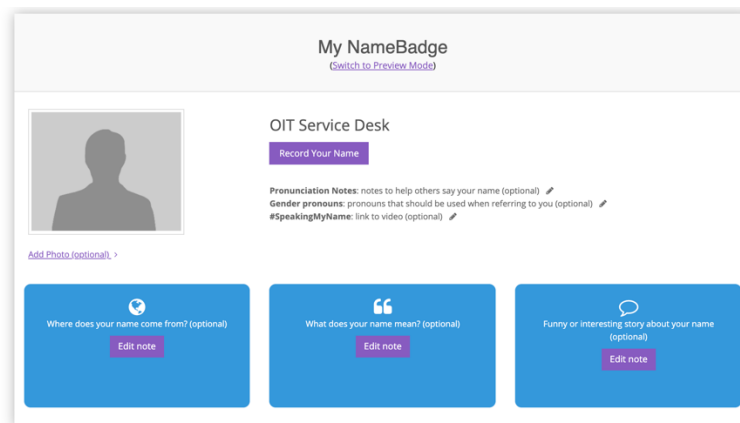 My NameBadge
(Switch to Preview Mode)
OIT Service Desk
Record Your Name
Pronunciation Notes: notes to help others say your name (optional)
Gender pronouns: pronouns that should be used when referring to you (optional)
#SpeakingMyName: link to video (optional)
Add Photo (optional) >
Where does your name come from? (optional)
Edit note
What does your name mean? (optional)
Edit note
Funny or interesting story about your name
(optional)
Edit note